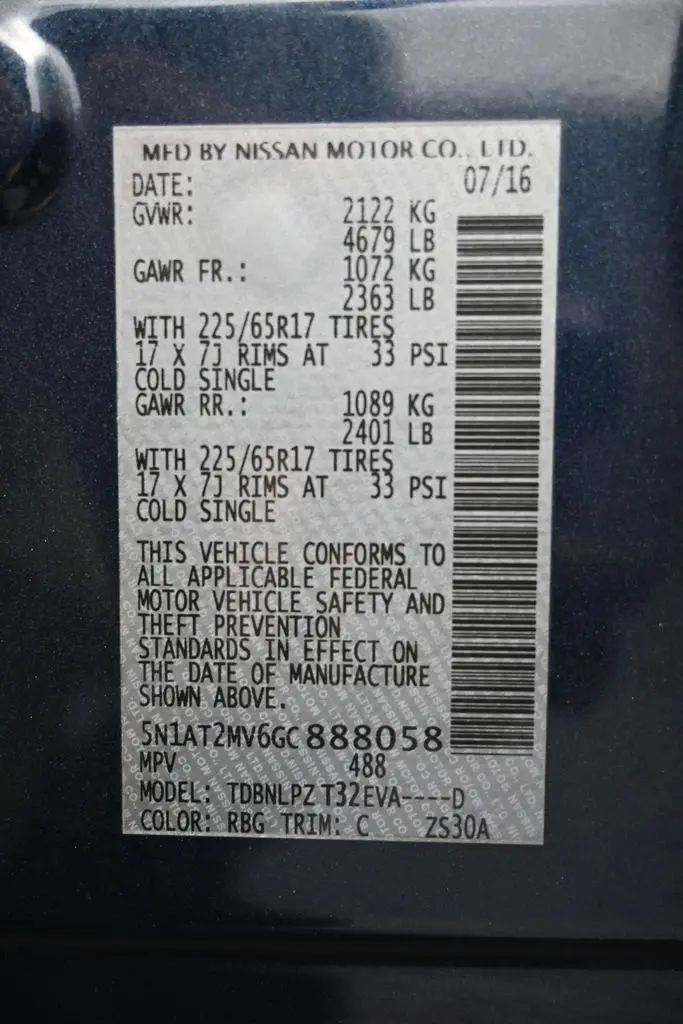 MFD BY NISSAN MOTOR CO., LTD.
DATE: 07/16
GVWR: 2122 KG
4679 LB
GAWR FR.: 1072 KG
2363 LB
WITH 225/65R17 TIRES
17 X 7J RIMS AT 33 PSI
COLD SINGLE
GAWR RR.: 1089 KG
2401 LB
WITH 225/65R17 TIRES
17 X 7J RIMS AT 33 PSI
COLD SINGLE
THIS VEHICLE CONFORMS TO
ALL APPLICABLE FEDERAL
MOTOR VEHICLE SAFETY AND
THEFT PREVENTION
STANDARDS IN EFFECT ON
THE DATE OF MANUFACTURE
SHOWN ABOVE.
5N1AT2MV6GC888058
MPV 488
MODEL: TDBNLPZ T32EVA----D
COLOR: RBG TRIM: C ZS30A